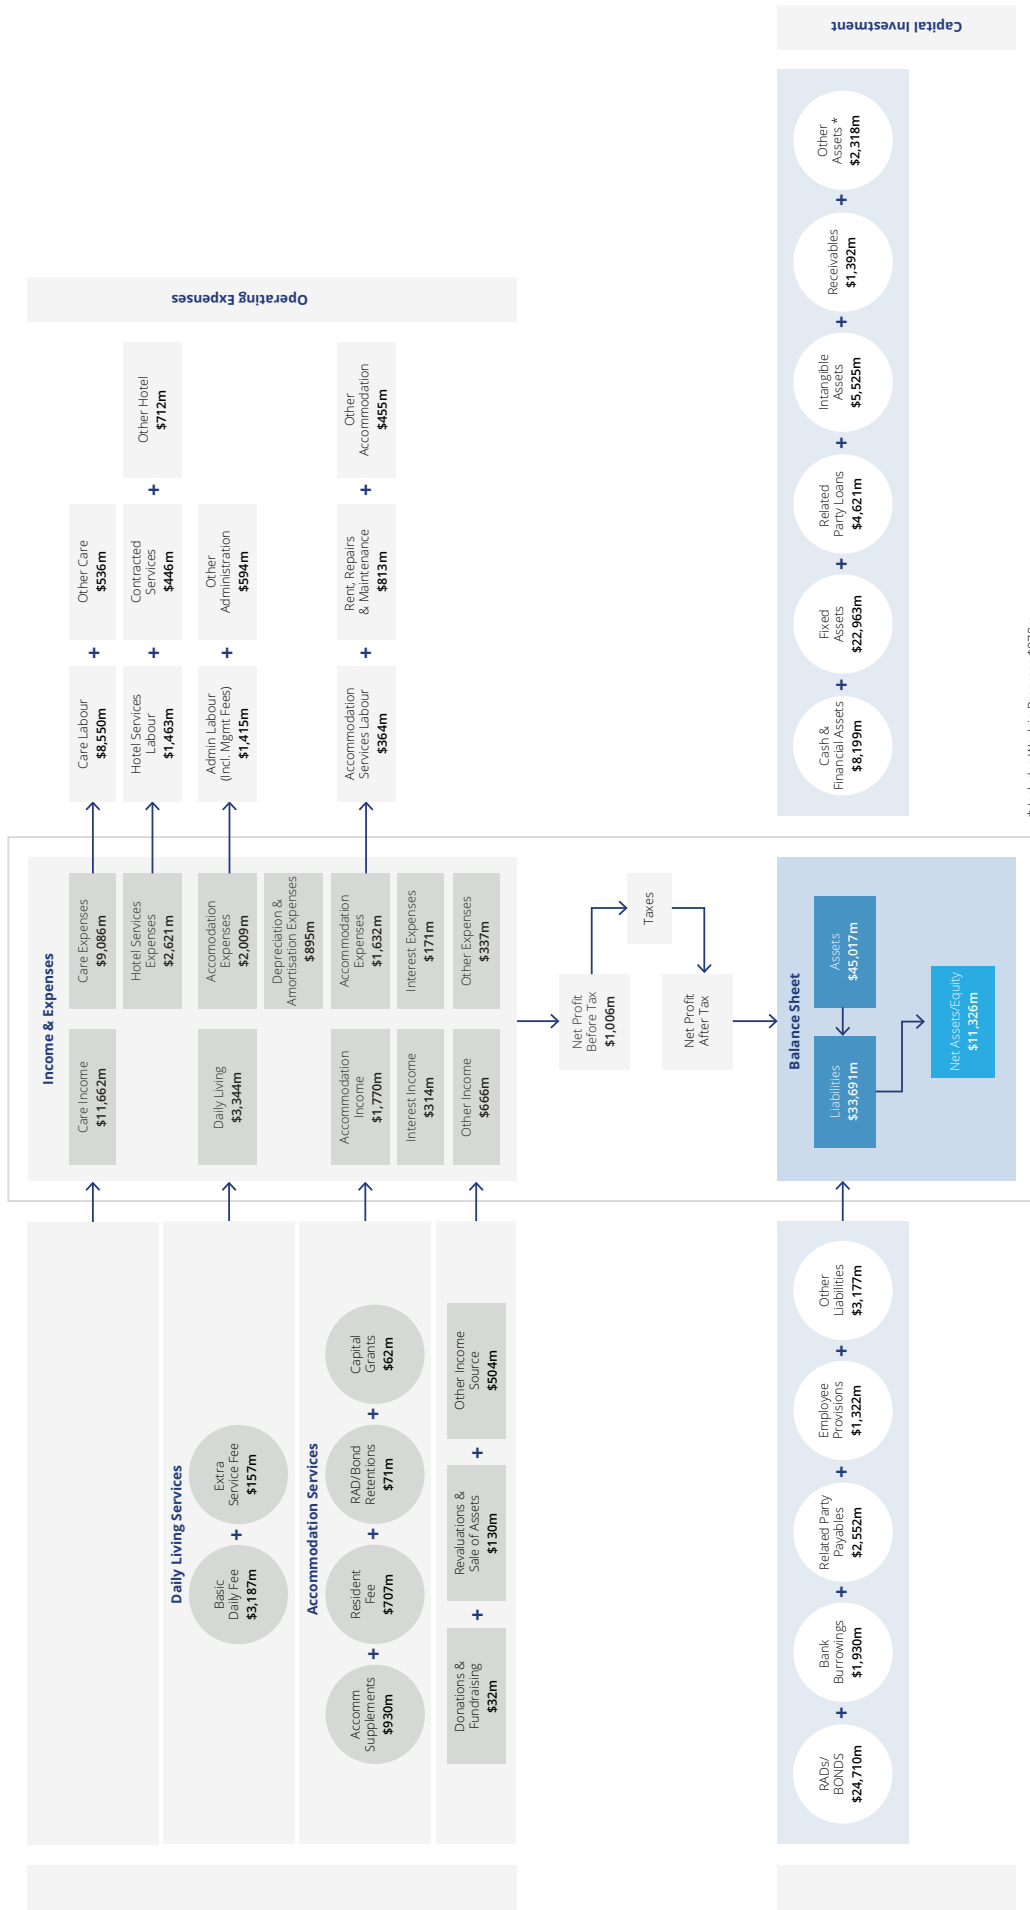 Operating Expenses
Capital Investment
Income & Expenses
Care Income
$11,662m
Care Expenses
$9,086m
Care Labour
$8,550m
+
Other Care
$536m
Hotel Services
Expenses
$2,621m
Hotel Services
Labour
$1,463m
+
Contracted
Services
$446m
+
Other Hotel
$712m
Daily Living Services
Basic
Daily Fee
$3,187m
+
Extra
Service Fee
$157m
Daily Living
$3,344m
Accomodation
Expenses
$2,009m
Admin Labour
(Incl. Mgmt Fees)
$1,415m
+
Other
Administration
$594m
Depreciation &
Amortisation Expenses
$895m
Accommodation Services
Accomm
Supplements
$930m
+
Resident
Fee
$707m
+
RAD/Bond
Retentions
$71m
+
Capital
Grants
$62m
Accommodation
Income
$1,770m
Accommodation
Expenses
$1,632m
Accommodation
Services Labour
$364m
+
Rent, Repairs
& Maintenance
$813m
+
Other
Accommodation
$455m
Interest Income
$314m
Interest Expenses
$171m
Donations &
Fundraising
$32m
+
Revaluations &
Sale of Assets
$130m
+
Other Income
Source
$504m
Other Income
$666m
Other Expenses
$337m
Net Profit
Before Tax
$1,006m
Taxes
Net Profit
After Tax
Balance Sheet
RADs/
BONDS
$24,710m
+
Bank
Burrowings
$1,930m
+
Related Party
Payables
$2,552m
+
Employee
Provisions
$1,322m
+
Other
Liabilities
$3,177m
Liabilities
$33,691m
Assets
$45,017m
Net Assets/Equity
$11,326m
Cash &
Financial Assets
$8,199m
+
Fixed
Assets
$22,963m
+
Related
Party Loans
$4,621m
+
Intangible
Assets
$5,525m
+
Receivables
$1,392m
+
Other
Assets *
$2,318m